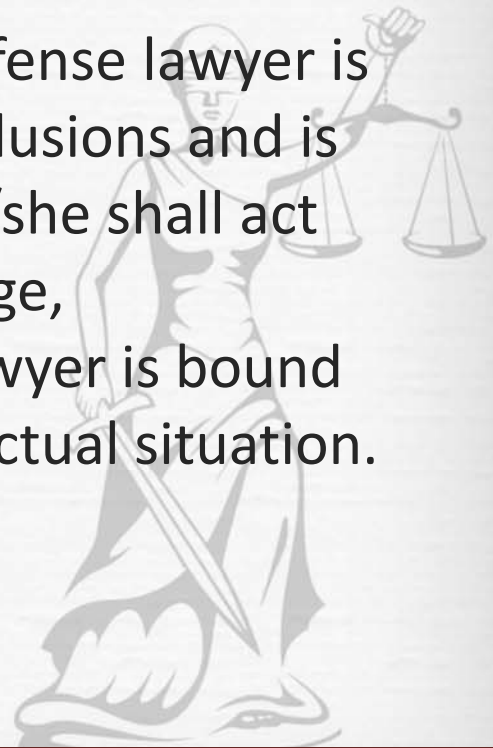 fense lawyer is
lusions and is
/she shall act
ge,
wyer is bound
ctual situation.